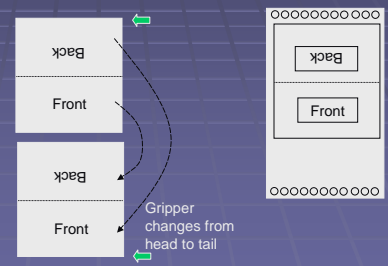 Back
Front
Back
Front
Gripper
changes from
head to tail
Back
Front